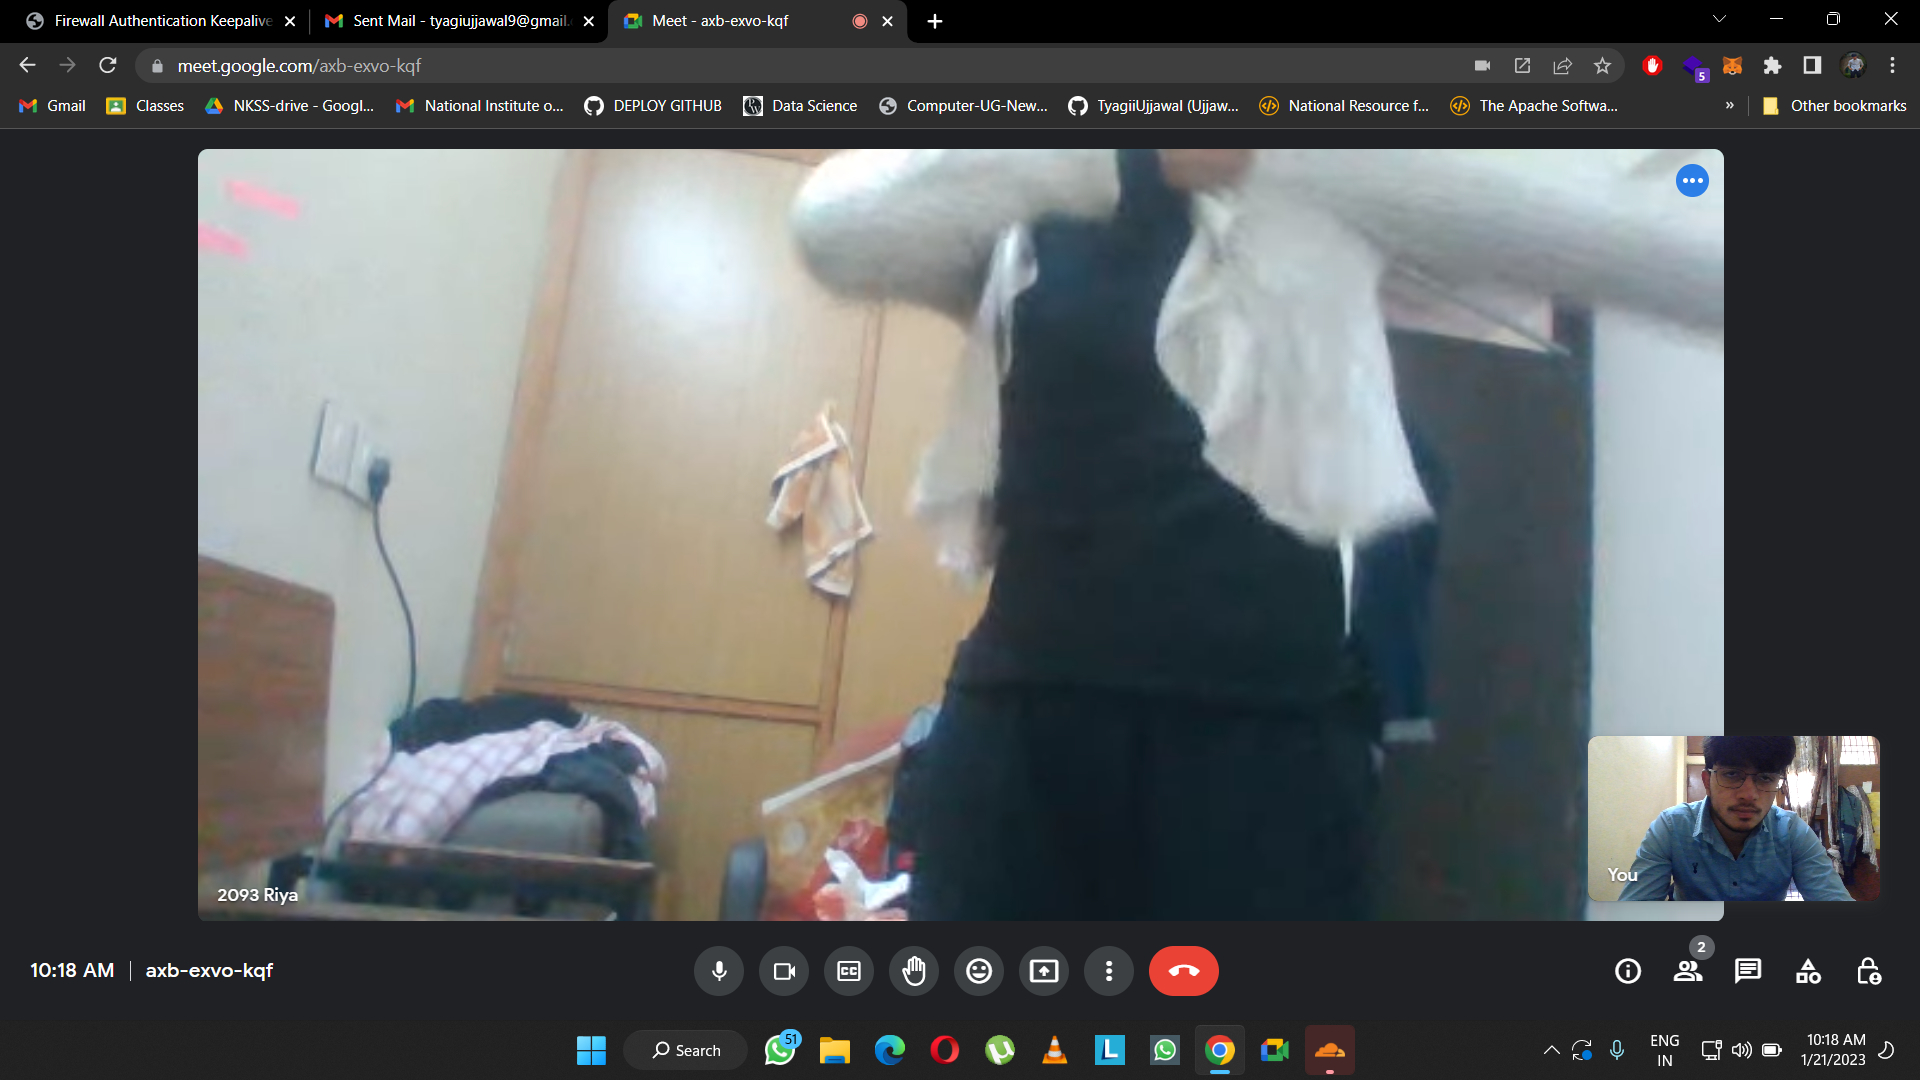 Firewall Authentication Keepalive
Sent Mail - tyagiujjawal9@gmail.
Meet - axb-exvo-kqf
meet.google.com/axb-exvo-kqf
5
Gmail
Classes
NKSS-drive - Googl...
National Institute o...
DEPLOY GITHUB
Data Science
Computer-UG-New...
TyagiiUjjawal (Ujjaw...
National Resource f...
The Apache Softwa...
»
Other bookmarks
2093 Riya
You
10:18 AM
axb-exvo-kqf
CC
2
Search
51
L
ENG
IN
10:18 AM
1/21/2023